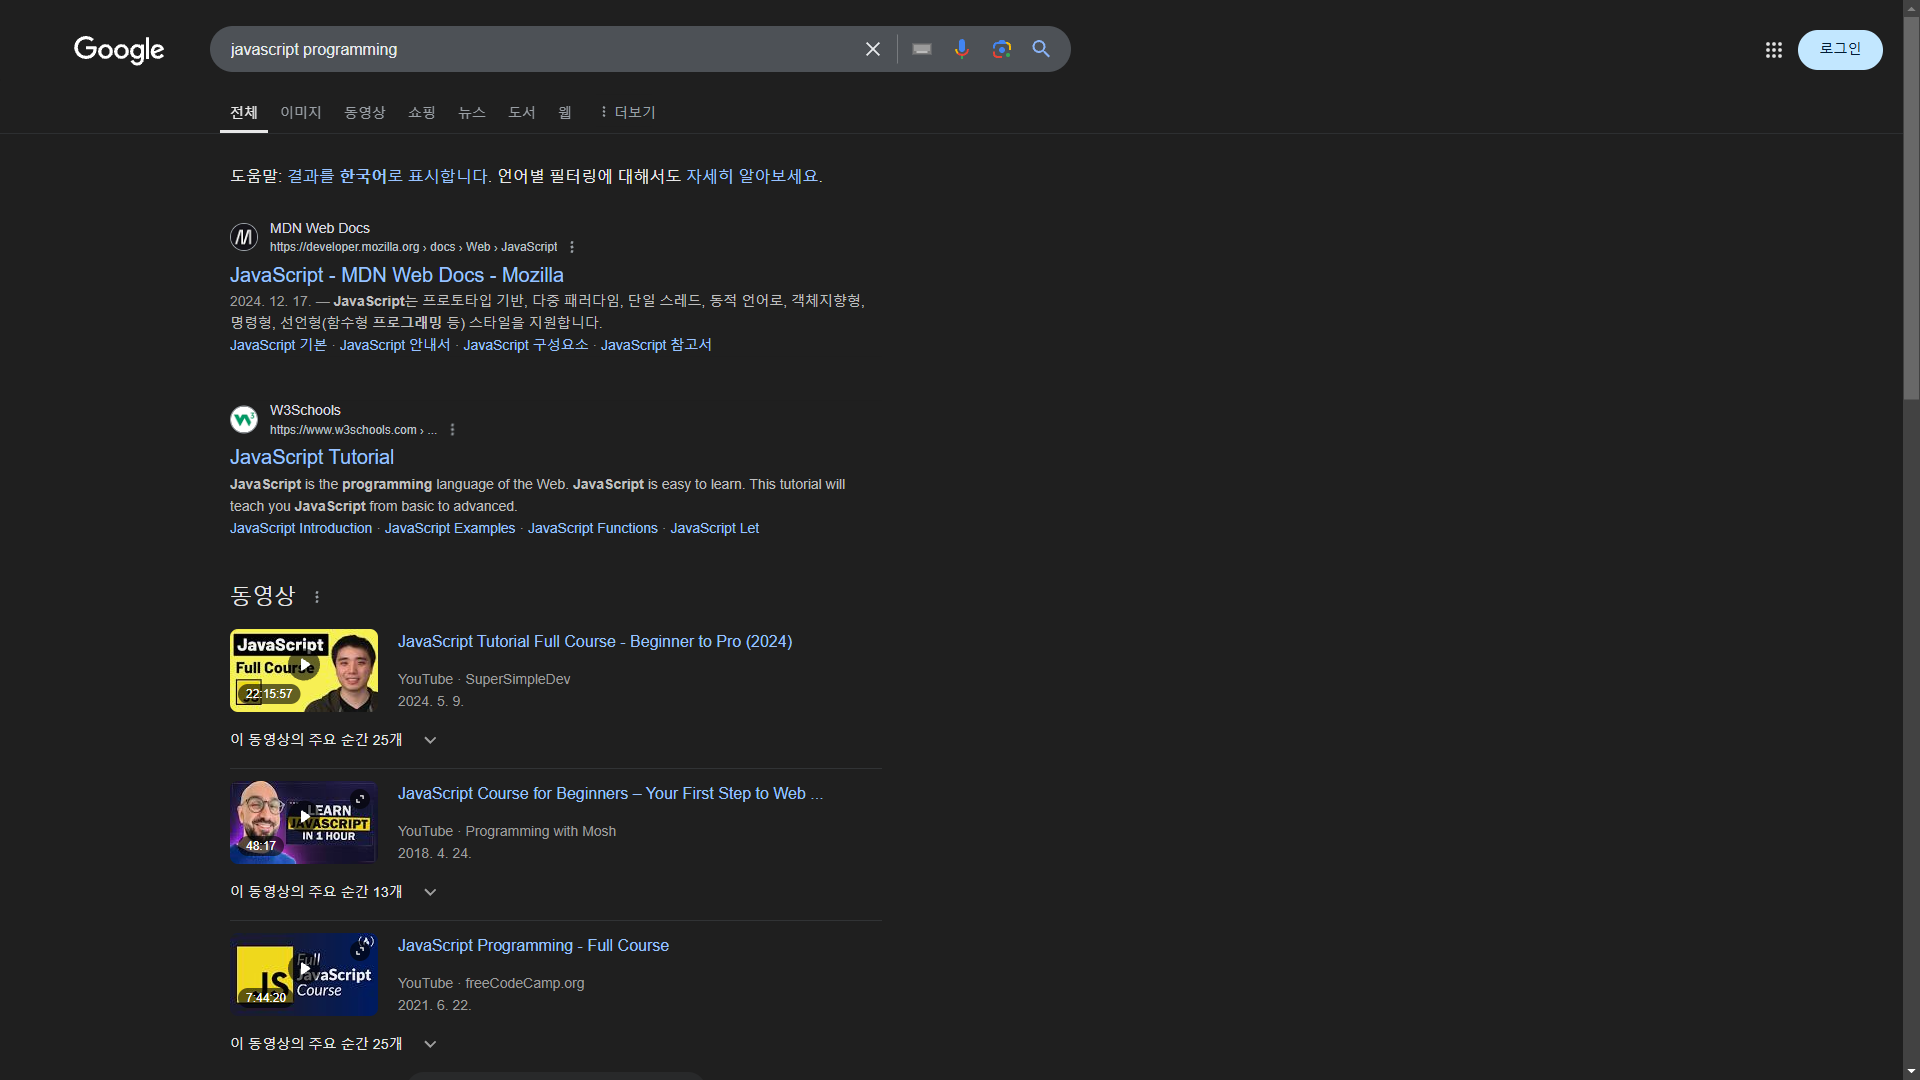 Google
javascript programming
로그인
전체 이미지 동영상 쇼핑 뉴스 도서 웹 더보기
도움말: 결과를 한국어로 표시합니다. 언어별 필터링에 대해서도 자세히 알아보세요.
MDN Web Docs
https://developer.mozilla.org › docs › Web › JavaScript
JavaScript - MDN Web Docs - Mozilla
2024. 12. 17. — JavaScript는 프로토타입 기반, 다중 패러다임, 단일 스레드, 동적 언어로, 객체지향형,
명령형, 선언형(함수형 프로그래밍 등) 스타일을 지원합니다.
JavaScript 기본 · JavaScript 안내서 · JavaScript 구성요소 · JavaScript 참고서
W3Schools
https://www.w3schools.com › ...
JavaScript Tutorial
JavaScript is the programming language of the Web. JavaScript is easy to learn. This tutorial will
teach you JavaScript from basic to advanced.
JavaScript Introduction · JavaScript Examples · JavaScript Functions · JavaScript Let
동영상
JavaScript
Full Course
22:15:57
JavaScript Tutorial Full Course - Beginner to Pro (2024)
YouTube · SuperSimpleDev
2024. 5. 9.
이 동영상의 주요 순간 25개
LEARN
JAVASCRIPT
IN 1 HOUR
48:17
JavaScript Course for Beginners – Your First Step to Web ...
YouTube · Programming with Mosh
2018. 4. 24.
이 동영상의 주요 순간 13개
JS
Full
JavaScript
Course
7:44:20
JavaScript Programming - Full Course
YouTube · freeCodeCamp.org
2021. 6. 22.
이 동영상의 주요 순간 25개